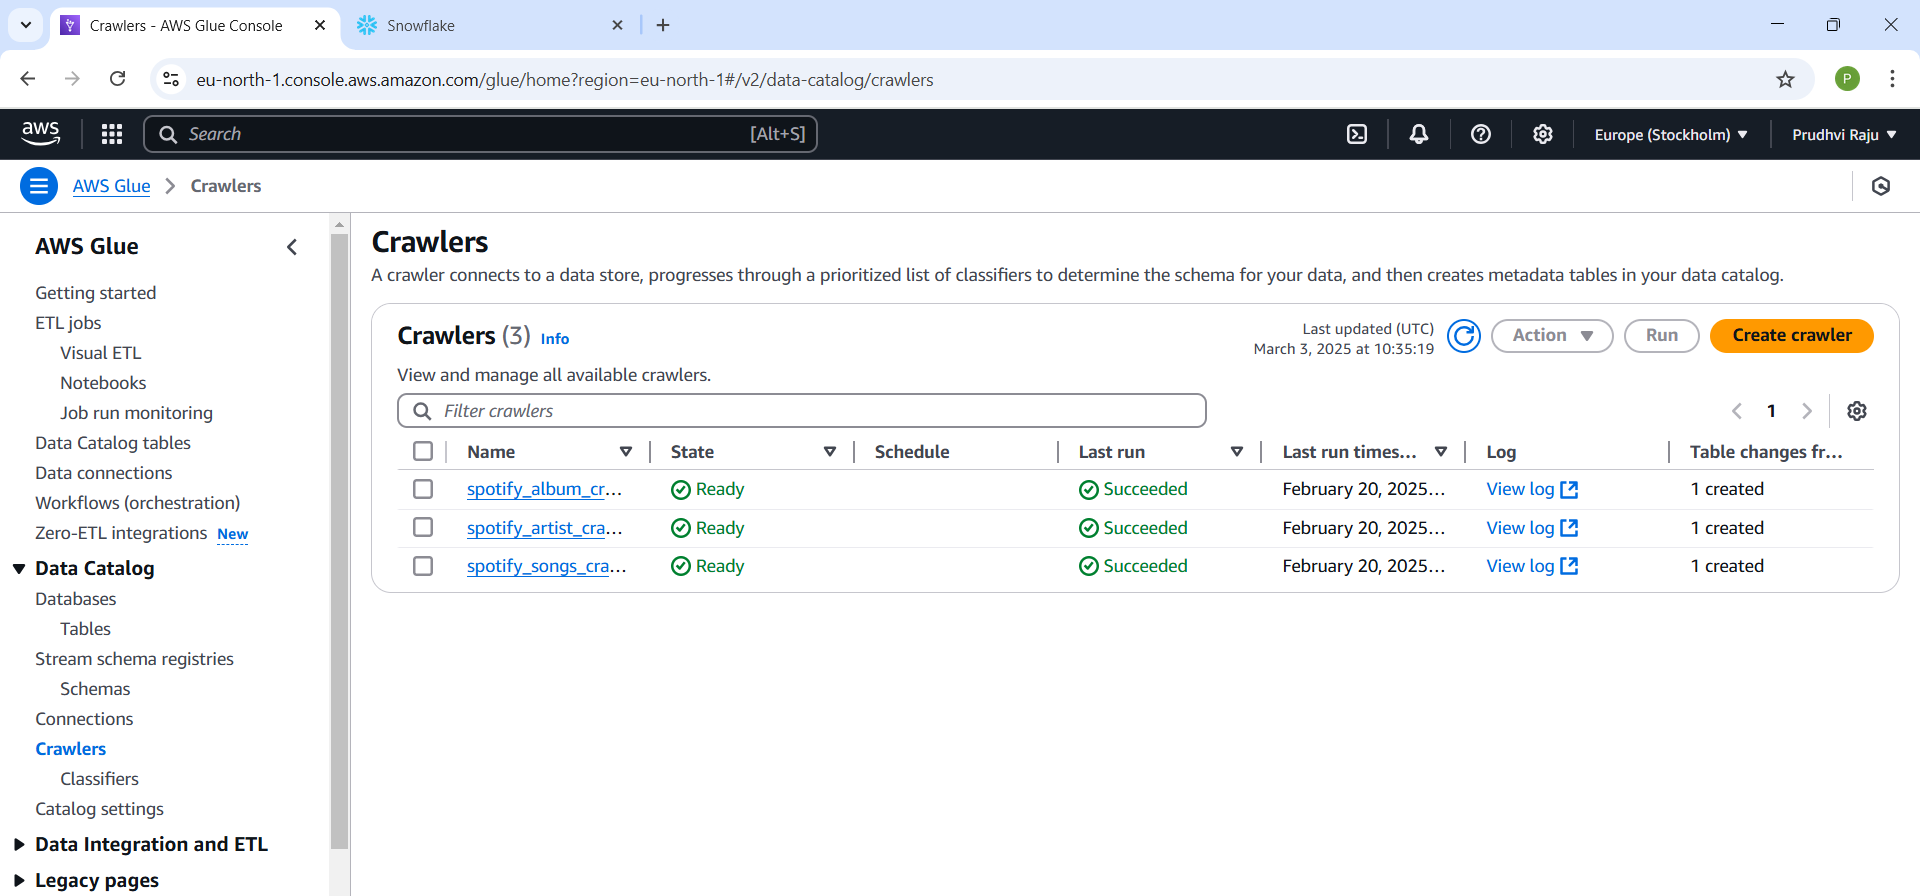 Crawlers - AWS Glue Console
Snowflake
eu-north-1.console.aws.amazon.com/glue/home?region=eu-north-1#/v2/data-catalog/crawlers
P
aws
Search
[Alt+S]
Europe (Stockholm)
Prudhvi Raju
AWS Glue
Crawlers
AWS Glue
Getting started
ETL jobs
Visual ETL
Notebooks
Job run monitoring
Data Catalog tables
Data connections
Workflows (orchestration)
Zero-ETL integrations New
Data Catalog
Databases
Tables
Stream schema registries
Schemas
Connections
Crawlers
Classifiers
Catalog settings
Data Integration and ETL
Legacy pages
Crawlers
A crawler connects to a data store, progresses through a prioritized list of classifiers to determine the schema for your data, and then creates metadata tables in your data catalog.
Crawlers (3) Info
Last updated (UTC)
March 3, 2025 at 10:35:19
Action
Run
Create crawler
View and manage all available crawlers.
Filter crawlers
1
Name State Schedule Last run Last run times... Log Table changes fr...
spotify_album_cr... Ready Succeeded February 20, 2025... View log 1 created
spotify_artist_cra... Ready Succeeded February 20, 2025... View log 1 created
spotify_songs_cra... Ready Succeeded February 20, 2025... View log 1 created